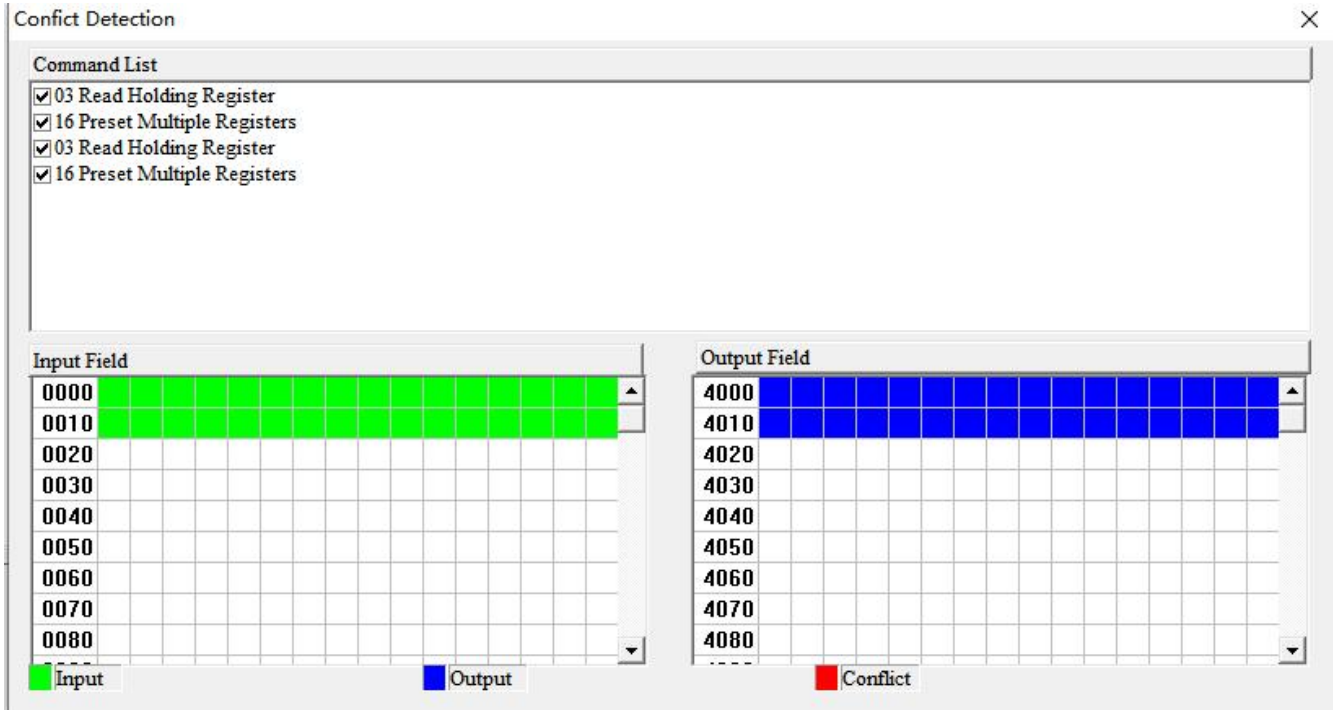 Confict Detection
Command List
03 Read Holding Register
16 Preset Multiple Registers
03 Read Holding Register
16 Preset Multiple Registers
Input Field
0000
0010
0020
0030
0040
0050
0060
0070
0080
Output Field
4000
4010
4020
4030
4040
4050
4060
4070
4080
Input
Output
Conflict